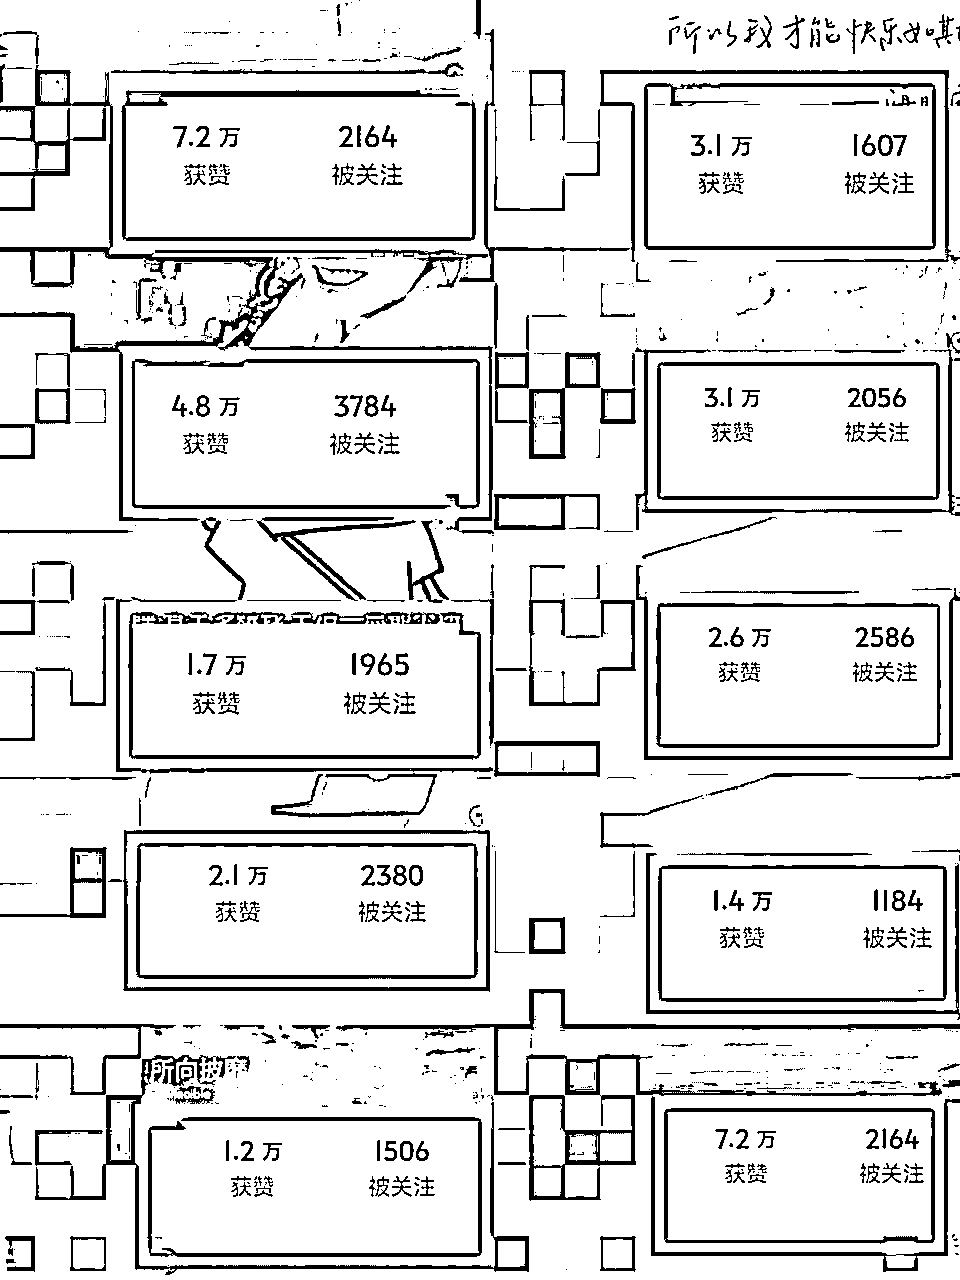 所以我才能快乐如斯
7.2 万 2164
获赞 被关注
3.1 万 1607
获赞 被关注
4.8 万 3784
获赞 被关注
3.1 万 2056
获赞 被关注
1.7 万 1965
获赞 被关注
2.6 万 2586
获赞 被关注
2.1 万 2380
获赞 被关注
1.4 万 1184
获赞 被关注
所向披靡
1.2 万 1506
获赞 被关注
7.2 万 2164
获赞 被关注